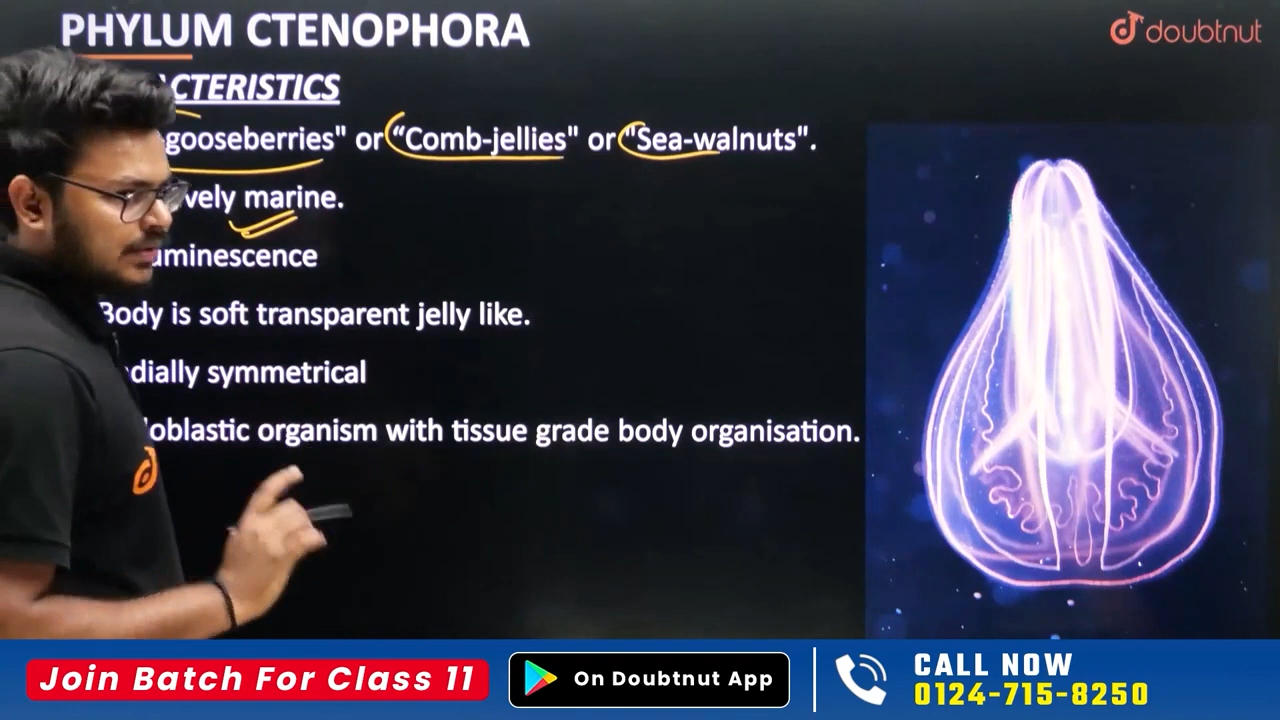 PHYLUM CTENOPHORA
doubtnut
ACTERISTICS
gooseberries" or “Comb-jellies" or "Sea-walnuts".
vely marine.
uminescence
Body is soft transparent jelly like.
dially symmetrical
loblastic organism with tissue grade body organisation.
Join Batch For Class 11
On Doubtnut App
CALL NOW
0124-715-8250